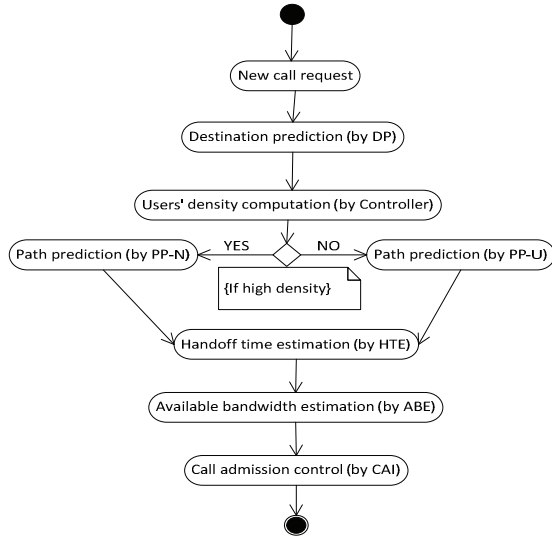 New call request
Destination prediction (by DP)
Users' density computation (by Controller)
YES
NO
Path prediction (by PP-N)
Path prediction (by PP-U)
{If high density}
Handoff time estimation (by HTE)
Available bandwidth estimation (by ABE)
Call admission control (by CAI)